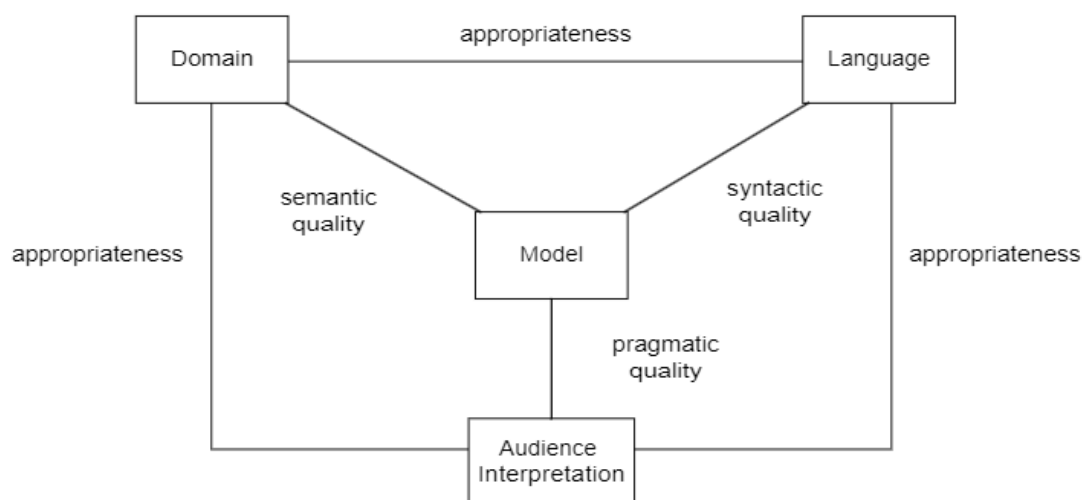 appropriateness
Domain
Language
semantic
quality
syntactic
quality
appropriateness
Model
appropriateness
pragmatic
quality
Audience
Interpretation